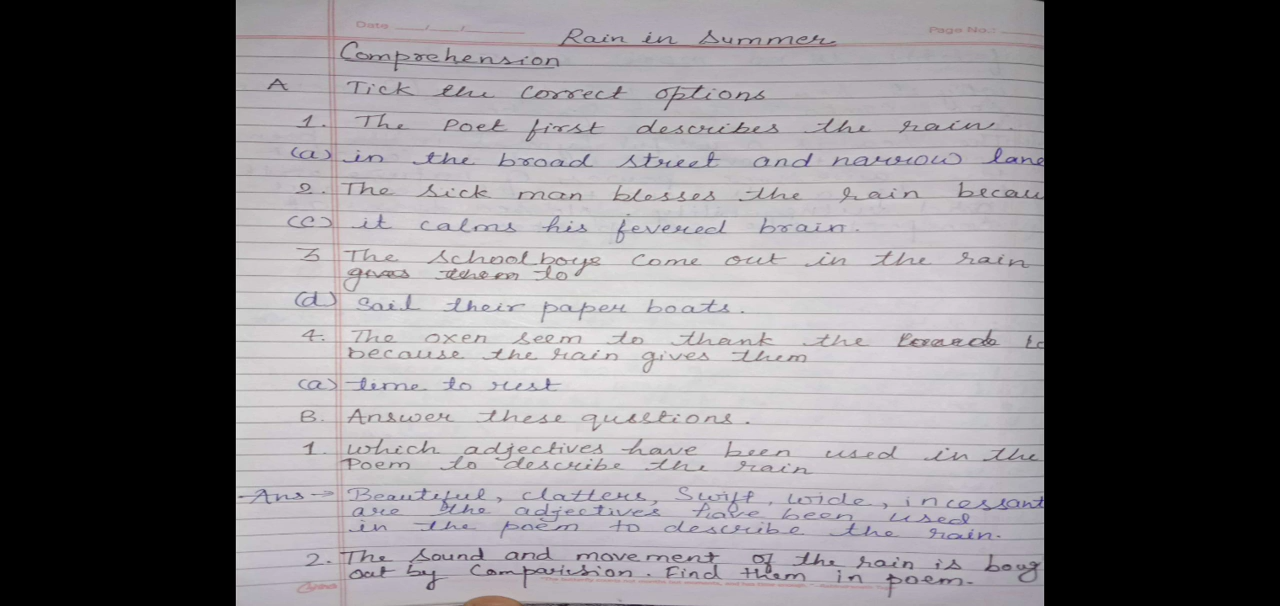 Date __/__/__ Page No.:
Rain in Summer
Comprehension
A Tick the correct options
1. The Poet first describes the rain.
(a) in the broad street and narrow lane
2. The sick man blesses the rain becau
(c) it calms his fevered brain.
3 The schoolboys come out in the rain
gives them to
(d) sail their paper boats.
4. The oxen seem to thank the
because the rain gives them
(a) time to rest
B. Answer these questions.
1. Which adjectives have been used in the
Poem to describe the rain
Ans → Beautiful, clatters, Swift, wide, incessant
are the adjectives have been used
in the poem to describe the rain.
2. The sound and movement of the rain is boug
out by Comparision. Find them in poem.